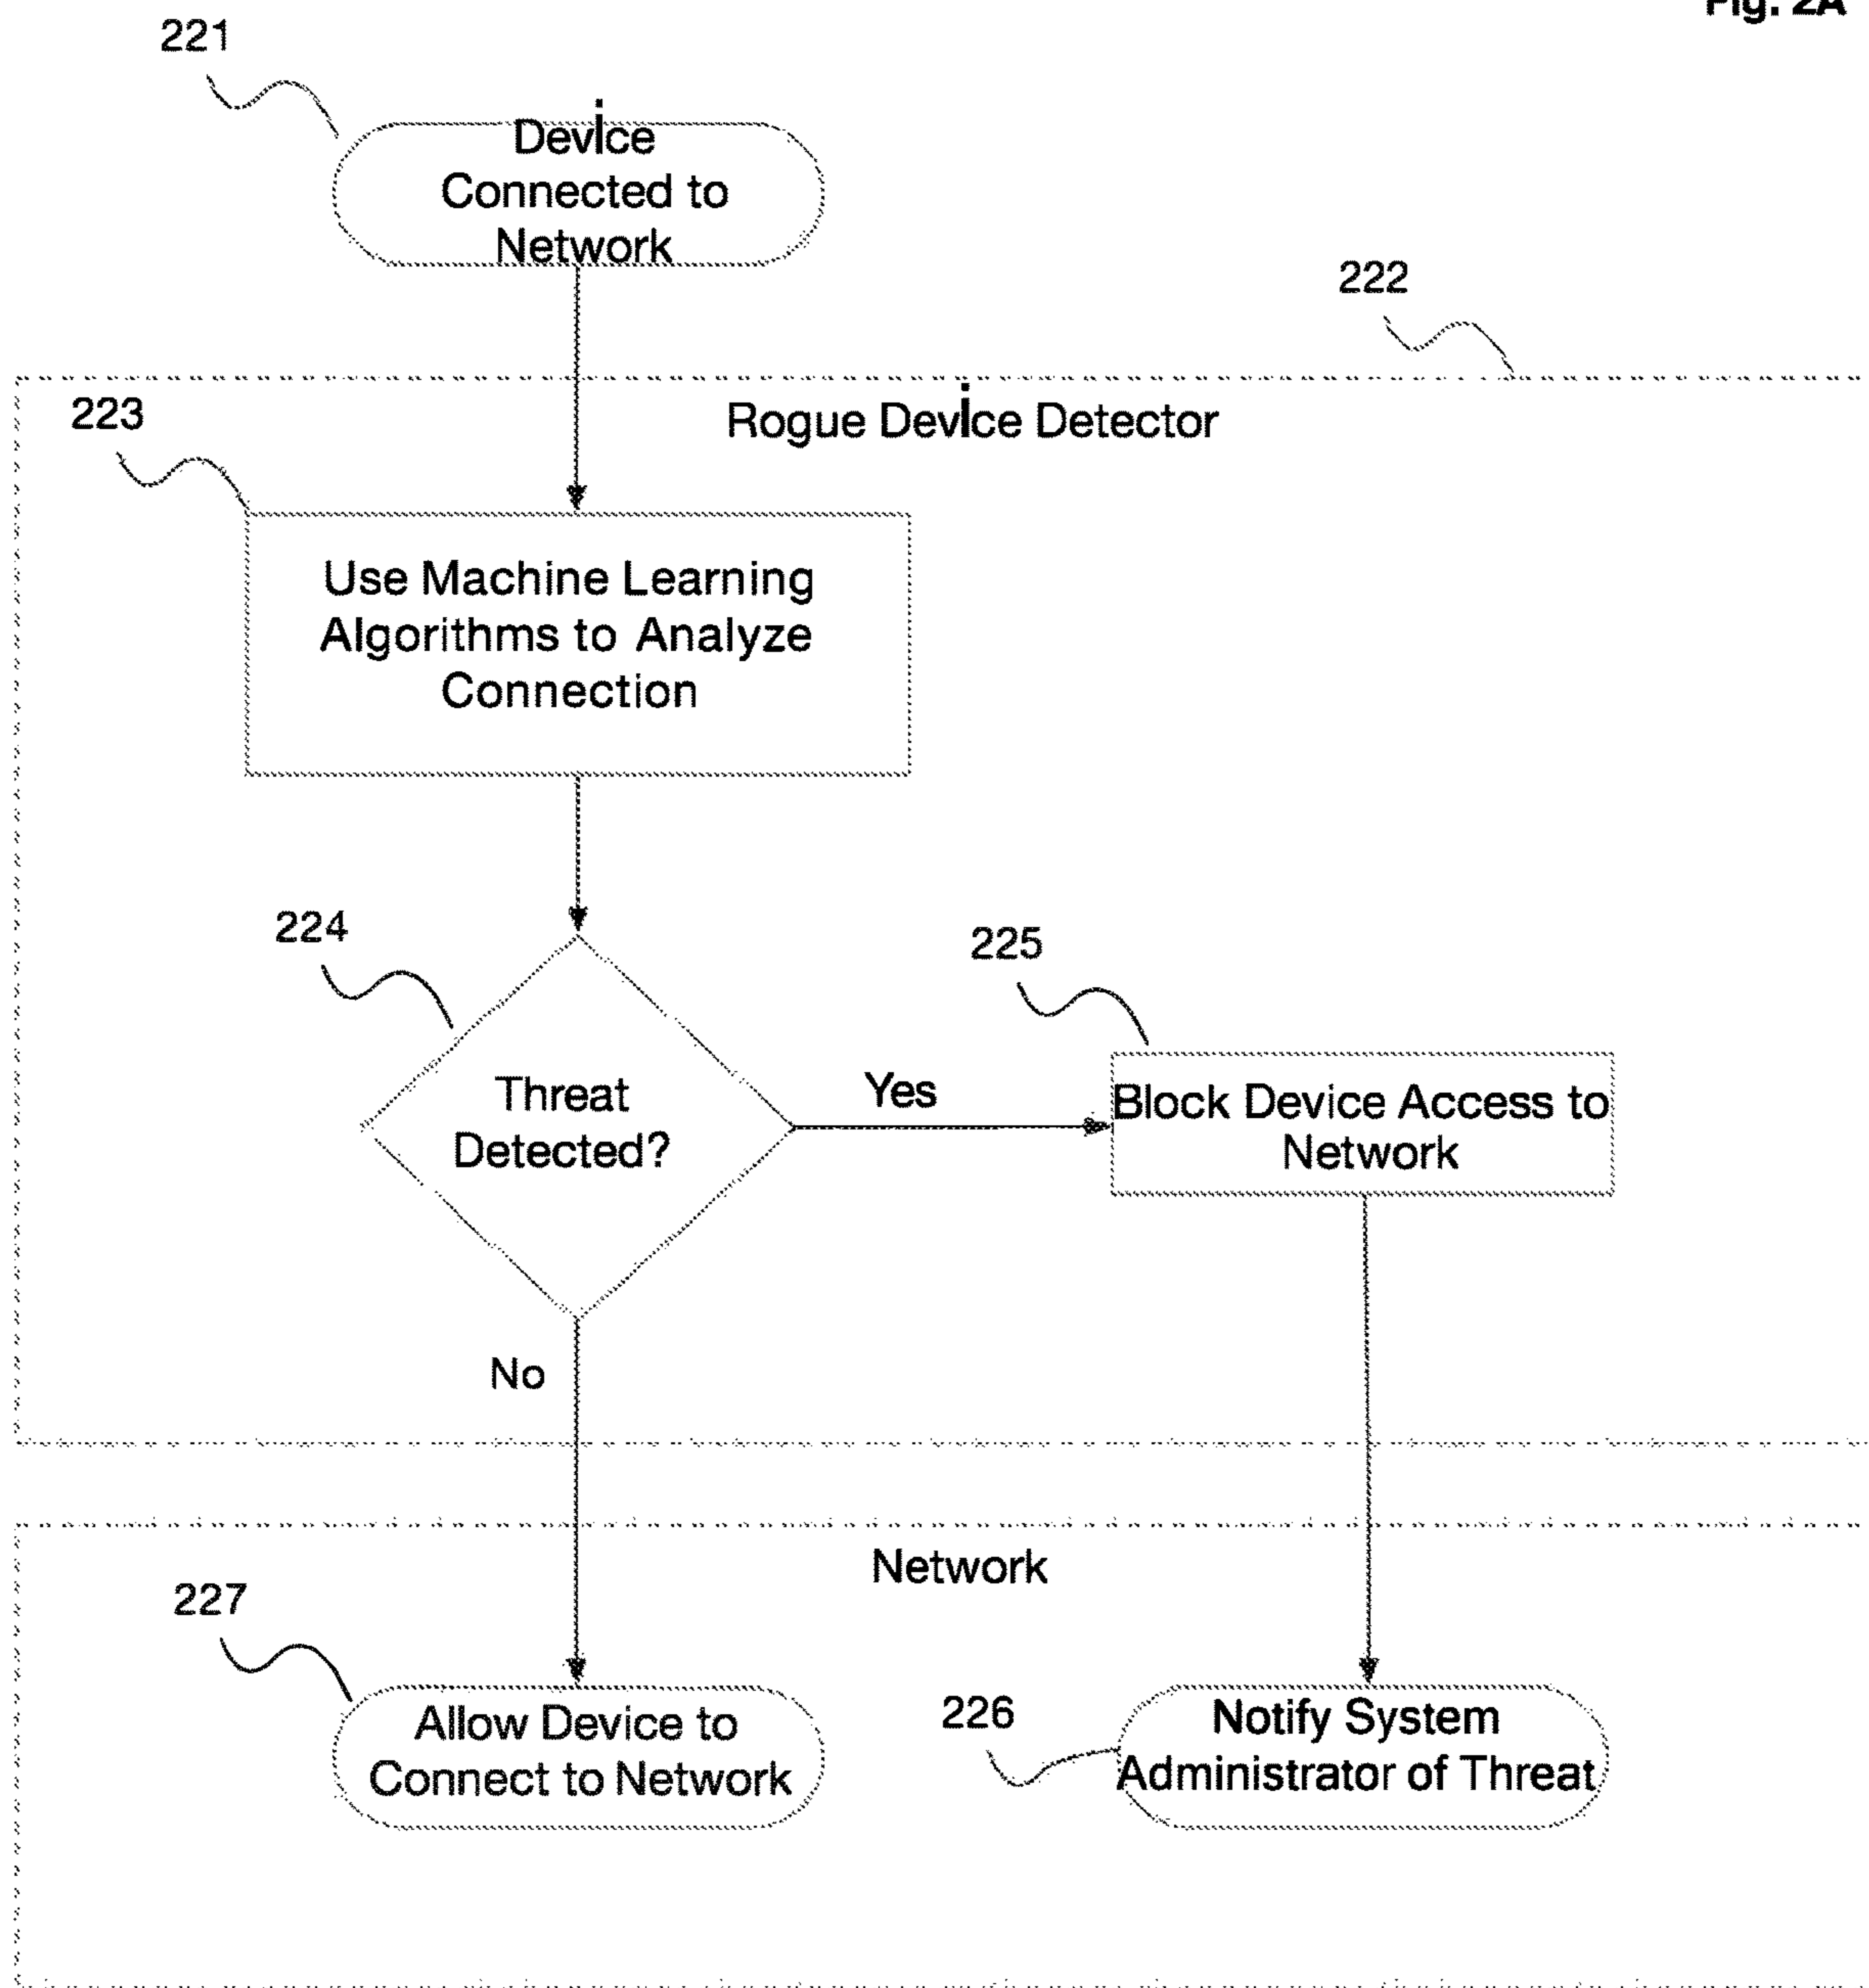 Fig. 2A
221
Device
Connected to
Network
222
223
Rogue Device Detector
Use Machine Learning
Algorithms to Analyze
Connection
224
225
Threat
Detected?
Yes
Block Device Access to
Network
No
Network
227
Allow Device to
Connect to Network
226
Notify System
Administrator of Threat